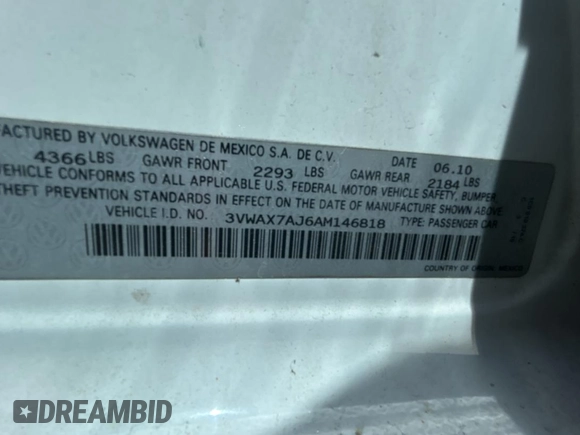 FACTURED BY VOLKSWAGEN DE MEXICO S.A. DE C.V.
4366 LBS GAWR FRONT 2293 LBS DATE 06.10 GAWR REAR 2184 LBS
VEHICLE CONFORMS TO ALL APPLICABLE U.S. FEDERAL MOTOR VEHICLE SAFETY, BUMPER
THEFT PREVENTION STANDARDS IN EFFECT ON THE DATE OF MANUFACTURE SHOWN ABOVE.
VEHICLE I.D. NO. 3VWAX7AJ6AM146818 TYPE: PASSENGER CAR
COUNTRY OF ORIGIN: MEXICO
DREAMBID